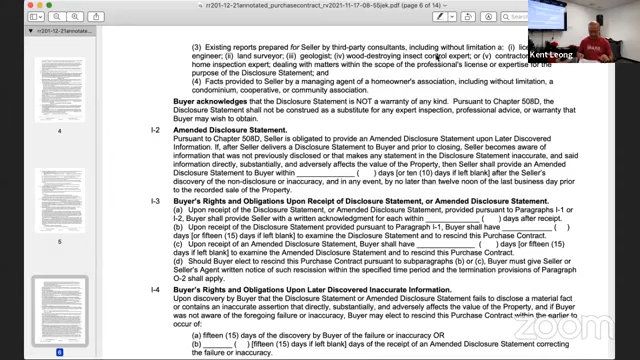 rr201-12-21annotated_purchasecontract_rv2021-11-17-08-55jek.pdf (page 6 of 14)
Kent Leong
(3) Existing reports prepared for Seller by third-party consultants, including without limitation a: (i) lice
engineer; (ii) land surveyor; (iii) geologist; (iv) wood-destroying insect control expert; or (v) contractor
home inspection expert; dealing with matters within the scope of the professional's license or expertise for the
purpose of the Disclosure Statement; and
(4) Facts provided to Seller by a managing agent of a homeowner's association, including without limitation, a
condominium, cooperative, or community association.
Buyer acknowledges that the Disclosure Statement is NOT a warranty of any kind. Pursuant to Chapter 508D, the
Disclosure Statement shall not be construed as a substitute for any expert inspection, professional advice, or warranty that
Buyer may wish to obtain.
I-2 Amended Disclosure Statement.
Pursuant to Chapter 508D, Seller is obligated to provide an Amended Disclosure Statement upon Later Discovered
Information. If, after Seller delivers a Disclosure Statement to Buyer and prior to closing, Seller becomes aware of
information that was not previously disclosed or that makes any statement in the Disclosure Statement inaccurate, and
said information directly, substantially, and adversely affects the value of the Property, then Seller shall provide an Amended
Disclosure Statement to Buyer within ____________ ( ) days [or ten (10) days if left blank] after the Seller's
discovery of the non-disclosure or inaccuracy, and in any event, by no later than twelve noon of the last business day prior
to the recorded sale of the Property.
I-3 Buyer's Rights and Obligations Upon Receipt of Disclosure Statement, or Amended Disclosure Statement.
(a) Upon receipt of the Disclosure Statement, or Amended Disclosure Statement, provided pursuant to Paragraphs I-1 or
I-2, Buyer shall provide Seller with a written acknowledgment for each within ____________ ( ) days after receipt.
(b) Upon receipt of the Disclosure Statement provided pursuant to Paragraph I-1, Buyer shall have ________ ( )
days [or fifteen (15) days if left blank] to examine the Disclosure Statement and to rescind this Purchase Contract.
(c) Upon receipt of an Amended Disclosure Statement, Buyer shall have ____________ ( ) days [or fifteen (15)
days if left blank] to examine the Amended Disclosure Statement and to rescind this Purchase Contract.
(d) Should Buyer elect to rescind this Purchase Contract pursuant to subparagraphs (b) or (c), Buyer must give Seller or
Seller's Agent written notice of such rescission within the specified time period and the termination provisions of Paragraph
O-2 shall apply.
I-4 Buyer's Rights and Obligations Upon Later Discovered Inaccurate Information.
Upon discovery by Buyer that the Disclosure Statement or Amended Disclosure Statement fails to disclose a material fact
or contains an inaccurate assertion that directly, substantially, and adversely affects the value of the Property, and if Buyer
was not aware of the foregoing failure or inaccuracy, Buyer may elect to rescind this Purchase Contract within the earlier to
occur of:
(a) fifteen (15) days of the discovery by Buyer of the failure or inaccuracy OR
(b) ______ ( ) [fifteen (15) days if left blank] days of the receipt of an Amended Disclosure Statement correcting
the failure or inaccuracy.
4
5
6
zoom